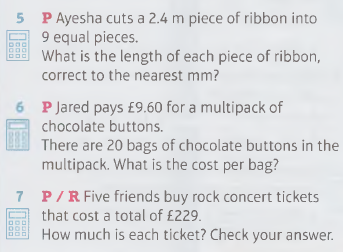 5 P Ayesha cuts a 2.4 m piece of ribbon into
9 equal pieces.
What is the length of each piece of ribbon,
correct to the nearest mm?
6 P Jared pays £9.60 for a multipack of
chocolate buttons.
There are 20 bags of chocolate buttons in the
multipack. What is the cost per bag?
7 P / R Five friends buy rock concert tickets
that cost a total of £229.
How much is each ticket? Check your answer.